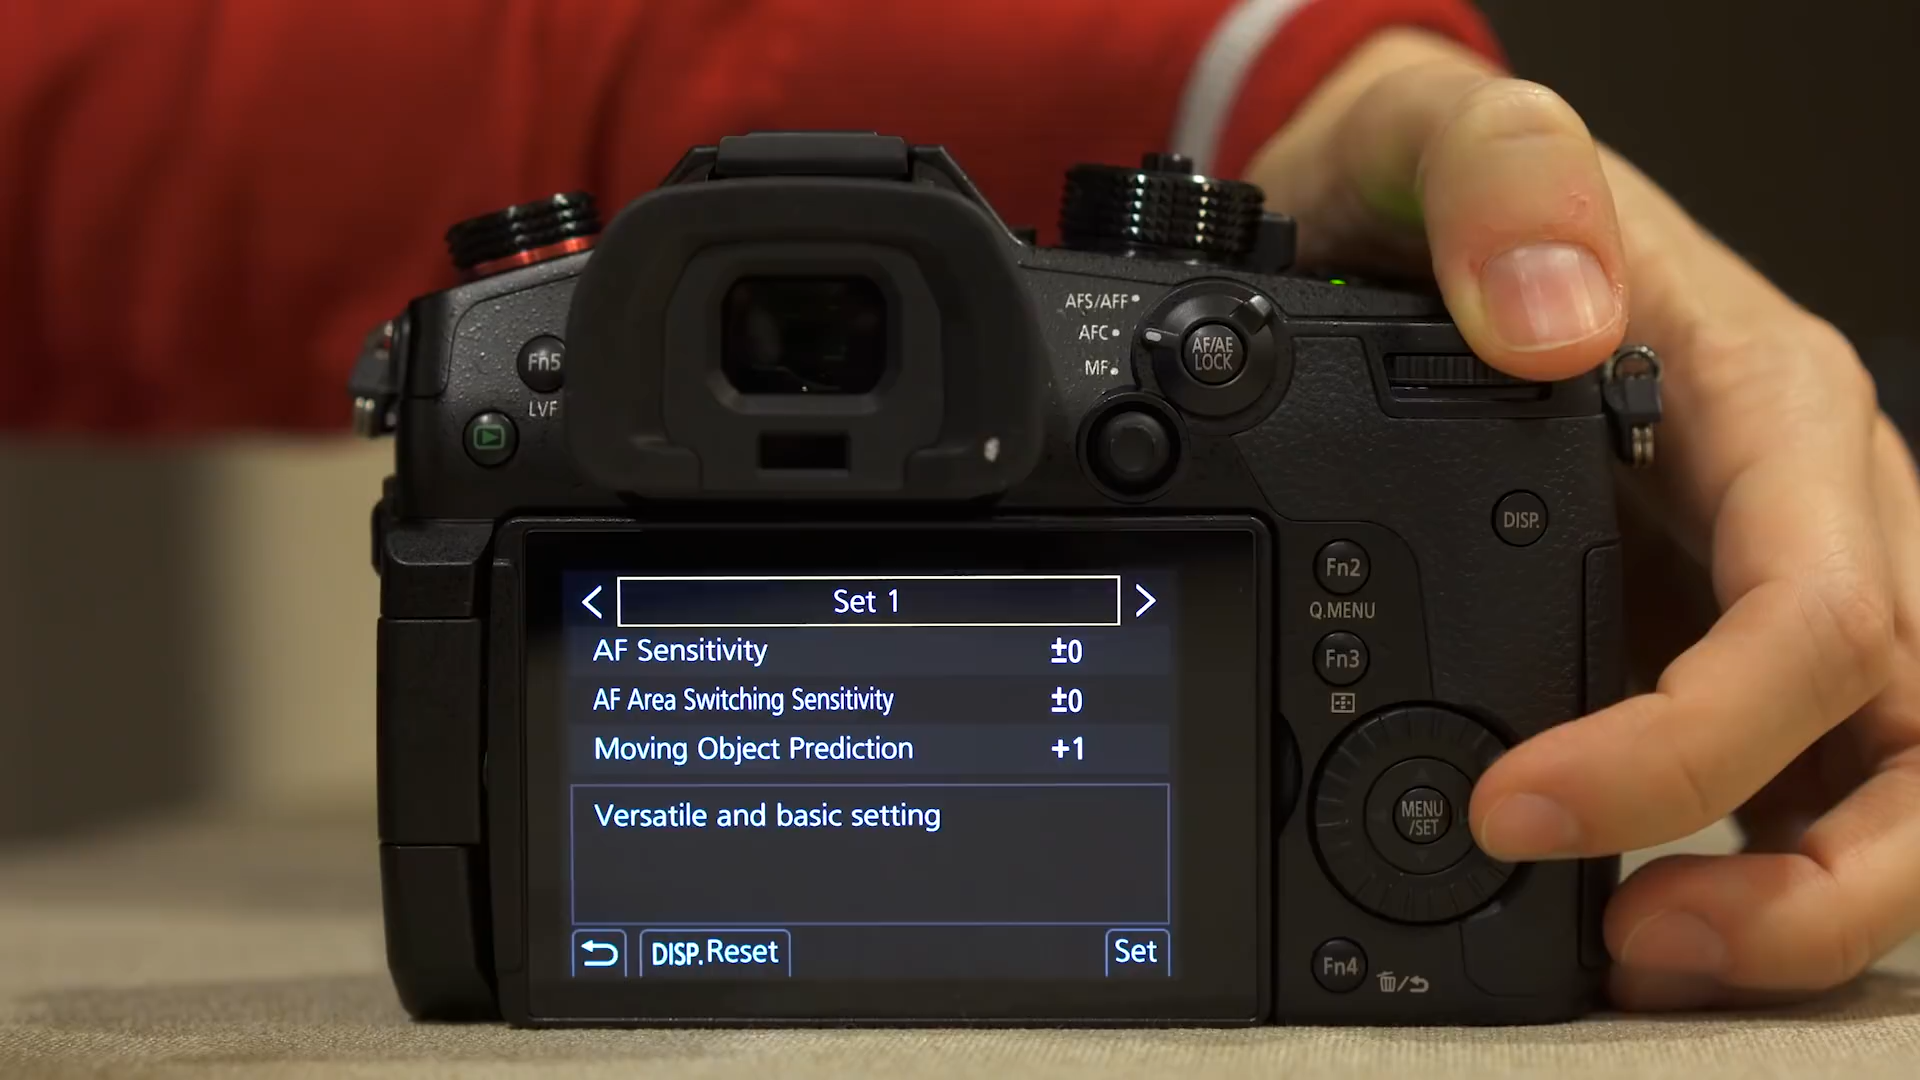 AFS/AFF
AFC
MF
AF/AE
LOCK
Fn5
LVF
DISP.
Fn2
Q.MENU
Fn3
MENU
/SET
Fn4
Set 1
AF Sensitivity ±0
AF Area Switching Sensitivity ±0
Moving Object Prediction +1
Versatile and basic setting
DISP. Reset
Set